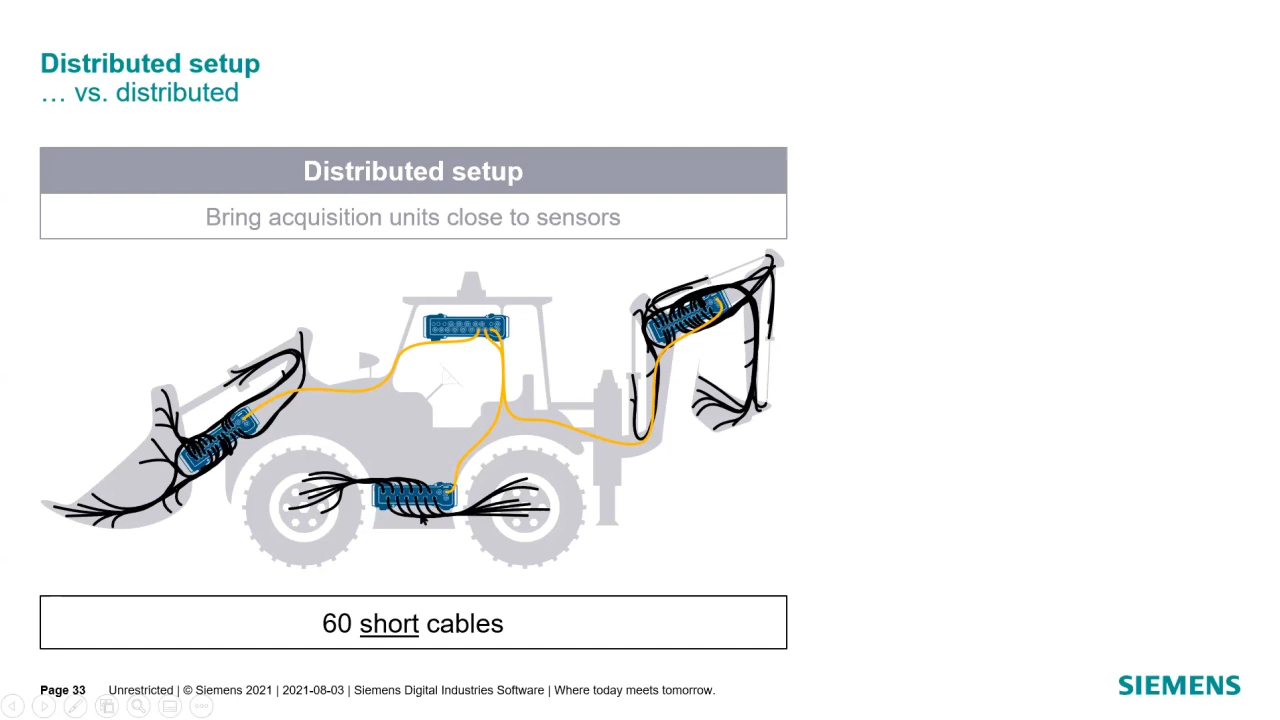 Distributed setup
… vs. distributed
Distributed setup
Bring acquisition units close to sensors
60 short cables
Page 33 Unrestricted | © Siemens 2021 | 2021-08-03 | Siemens Digital Industries Software | Where today meets tomorrow.
SIEMENS